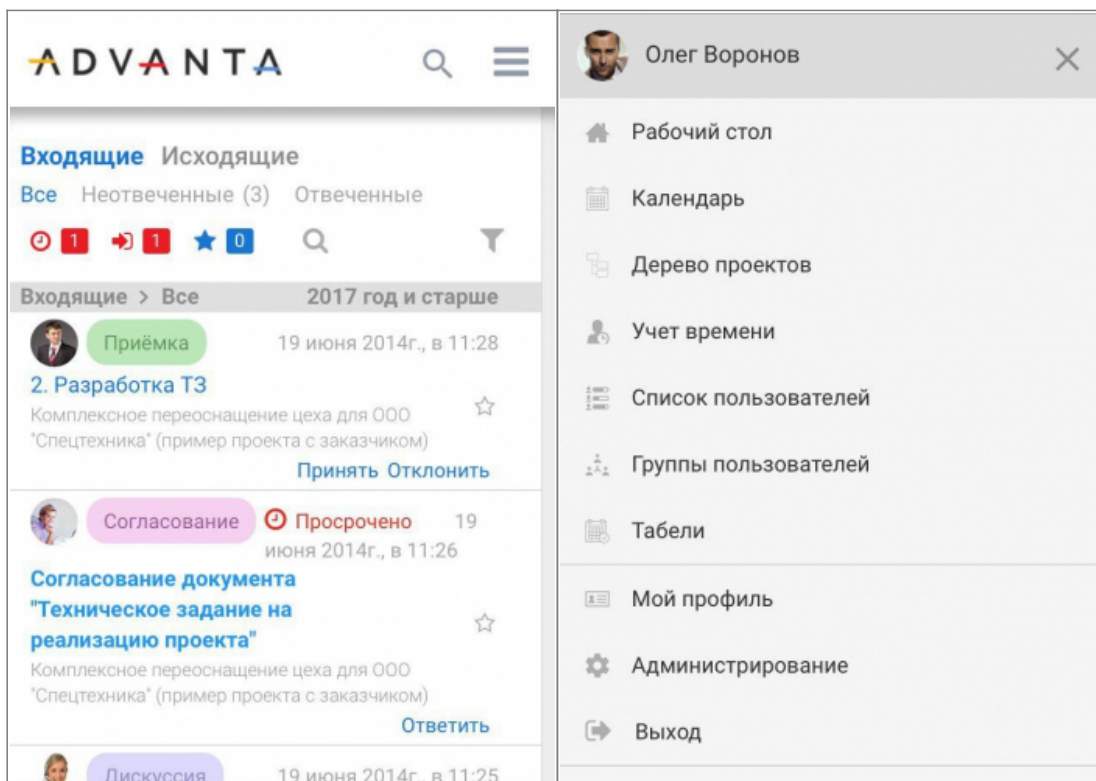 ADVANTA
Входящие Исходящие
Все Неотвеченные (3) Отвеченные
1 1 0
Входящие > Все 2017 год и старше
Приёмка 19 июня 2014г., в 11:28
2. Разработка ТЗ
Комплексное переоснащение цеха для ООО
"Спецтехника" (пример проекта с заказчиком)
Принять Отклонить
Согласование Просрочено 19
июня 2014г., в 11:26
Согласование документа
"Техническое задание на
реализацию проекта"
Комплексное переоснащение цеха для ООО
"Спецтехника" (пример проекта с заказчиком)
Ответить
Дискуссия 19 июня 2014г., в 11:25
Олег Воронов
Рабочий стол
Календарь
Дерево проектов
Учет времени
Список пользователей
Группы пользователей
Табели
Мой профиль
Администрирование
Выход